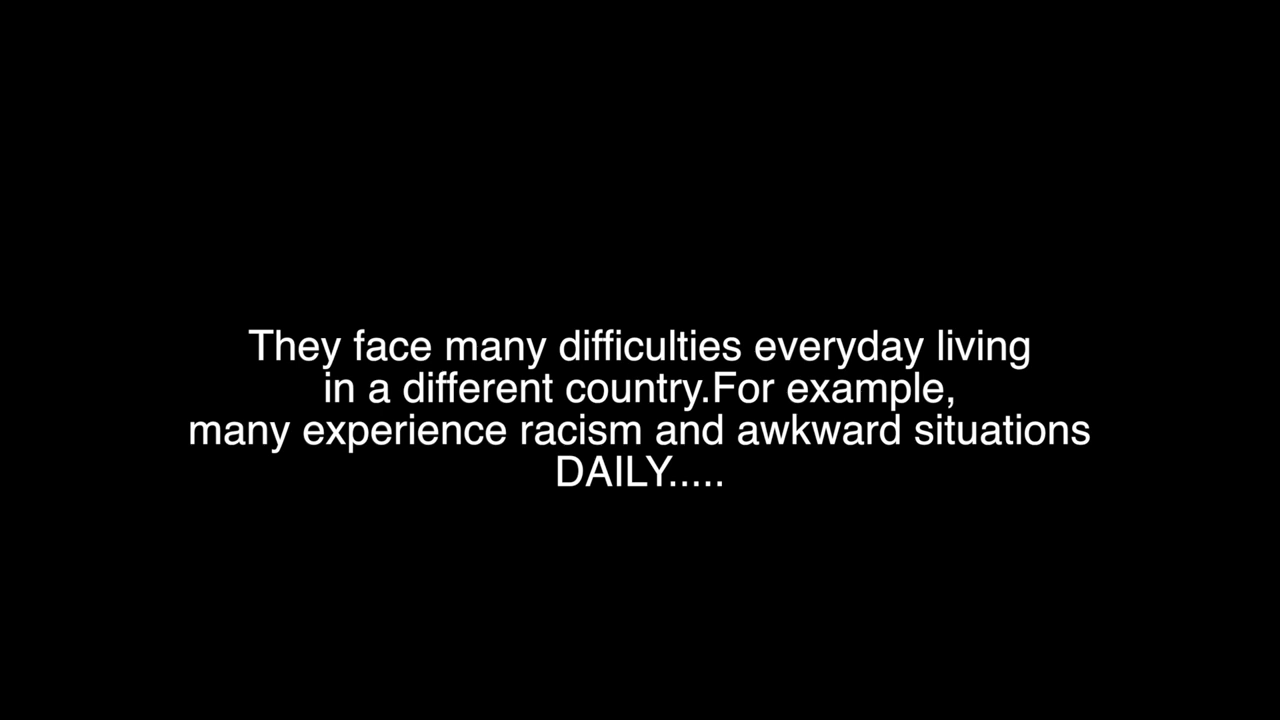 They face many difficulties everyday living
in a different country.For example,
many experience racism and awkward situations
DAILY.....